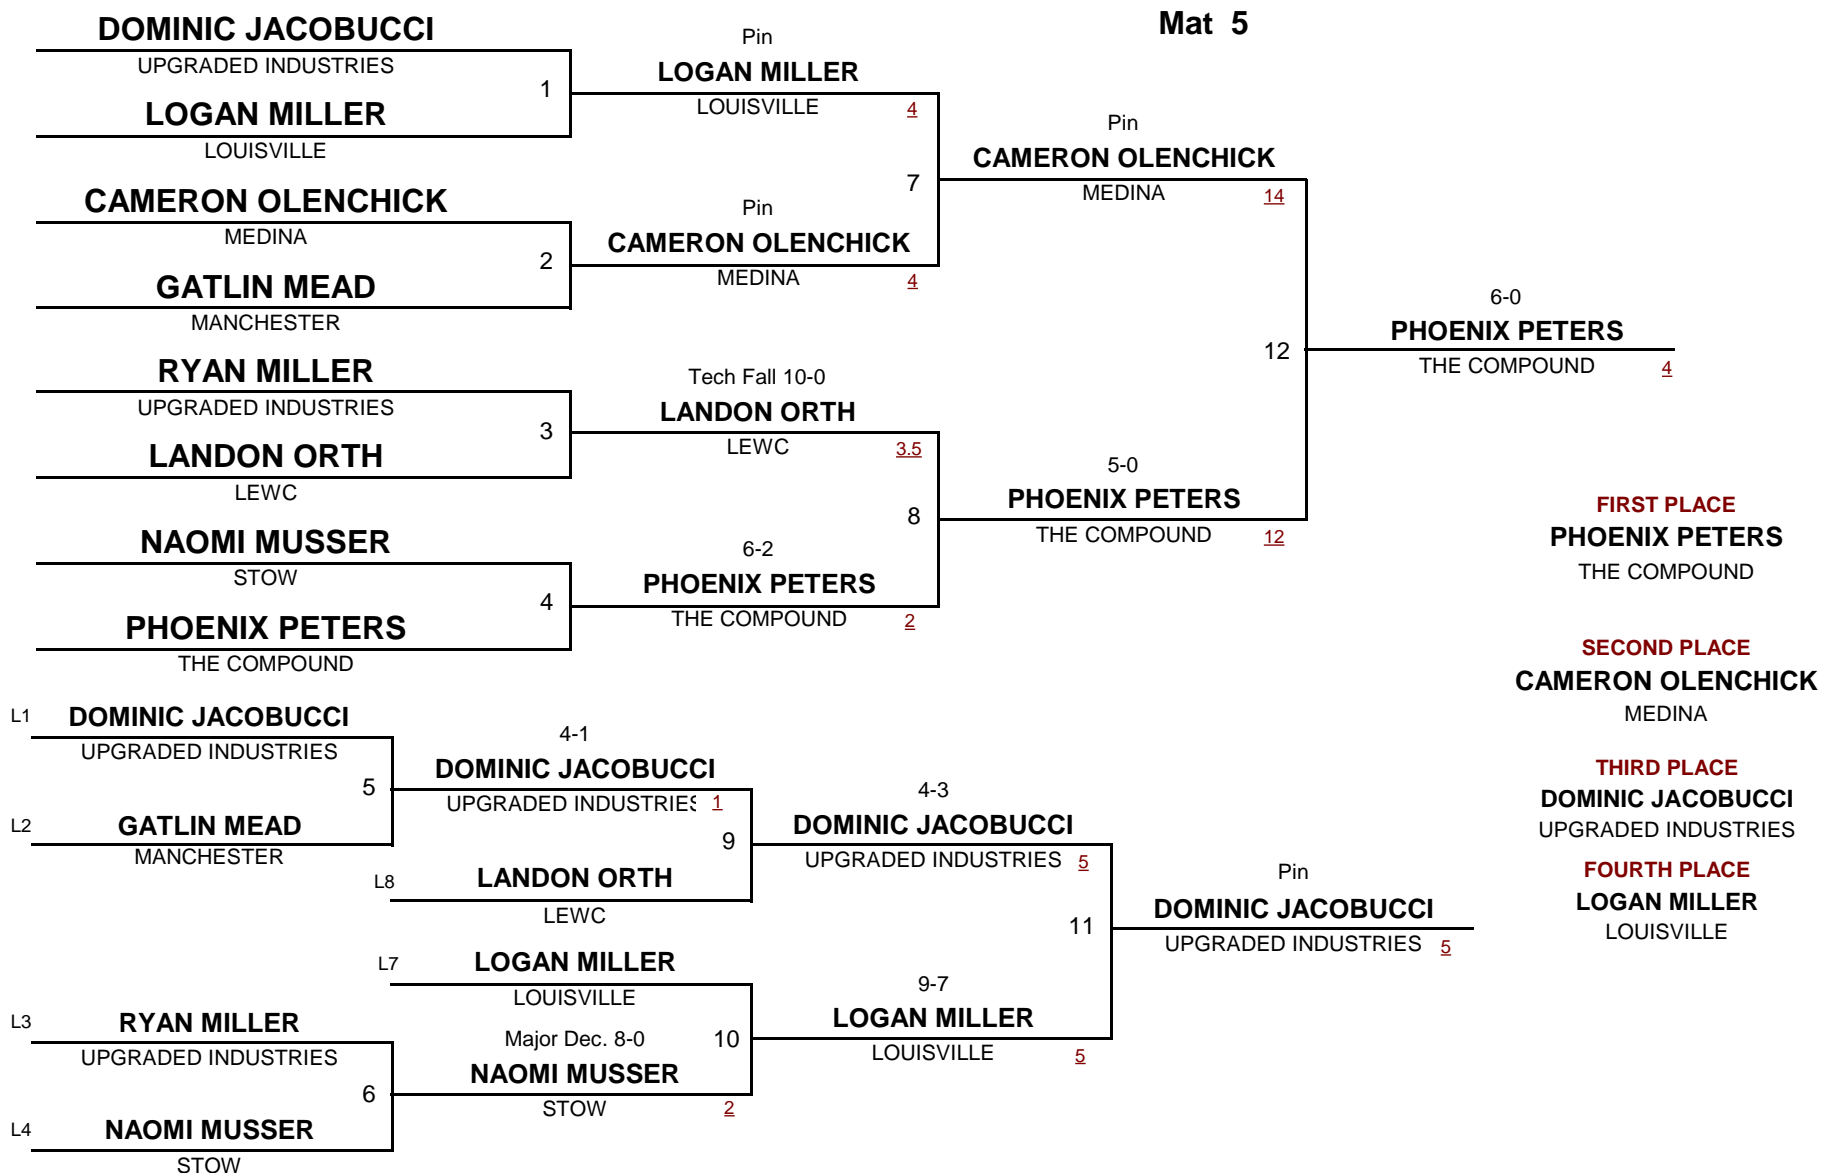 Mat 5
DOMINIC JACOBUCCI
UPGRADED INDUSTRIES
1
LOGAN MILLER
LOUISVILLE
CAMERON OLENCHICK
MEDINA
2
GATLIN MEAD
MANCHESTER
RYAN MILLER
UPGRADED INDUSTRIES
3
LANDON ORTH
LEWC
NAOMI MUSSER
STOW
4
PHOENIX PETERS
THE COMPOUND
Pin
LOGAN MILLER
LOUISVILLE 4
7
Pin
CAMERON OLENCHICK
MEDINA 4
Tech Fall 10-0
LANDON ORTH
LEWC 3.5
8
6-2
PHOENIX PETERS
THE COMPOUND 2
Pin
CAMERON OLENCHICK
MEDINA 14
12
5-0
PHOENIX PETERS
THE COMPOUND 12
6-0
PHOENIX PETERS
THE COMPOUND 4
L1 DOMINIC JACOBUCCI
UPGRADED INDUSTRIES
5
L2 GATLIN MEAD
MANCHESTER
L3 RYAN MILLER
UPGRADED INDUSTRIES
6
L4 NAOMI MUSSER
STOW
4-1
DOMINIC JACOBUCCI
UPGRADED INDUSTRIES 1
9
L8 LANDON ORTH
LEWC
L7 LOGAN MILLER
LOUISVILLE
Major Dec. 8-0 10
NAOMI MUSSER
STOW 2
4-3
DOMINIC JACOBUCCI
UPGRADED INDUSTRIES 5
11
9-7
LOGAN MILLER
LOUISVILLE 5
Pin
DOMINIC JACOBUCCI
UPGRADED INDUSTRIES 5
FIRST PLACE
PHOENIX PETERS
THE COMPOUND
SECOND PLACE
CAMERON OLENCHICK
MEDINA
THIRD PLACE
DOMINIC JACOBUCCI
UPGRADED INDUSTRIES
FOURTH PLACE
LOGAN MILLER
LOUISVILLE